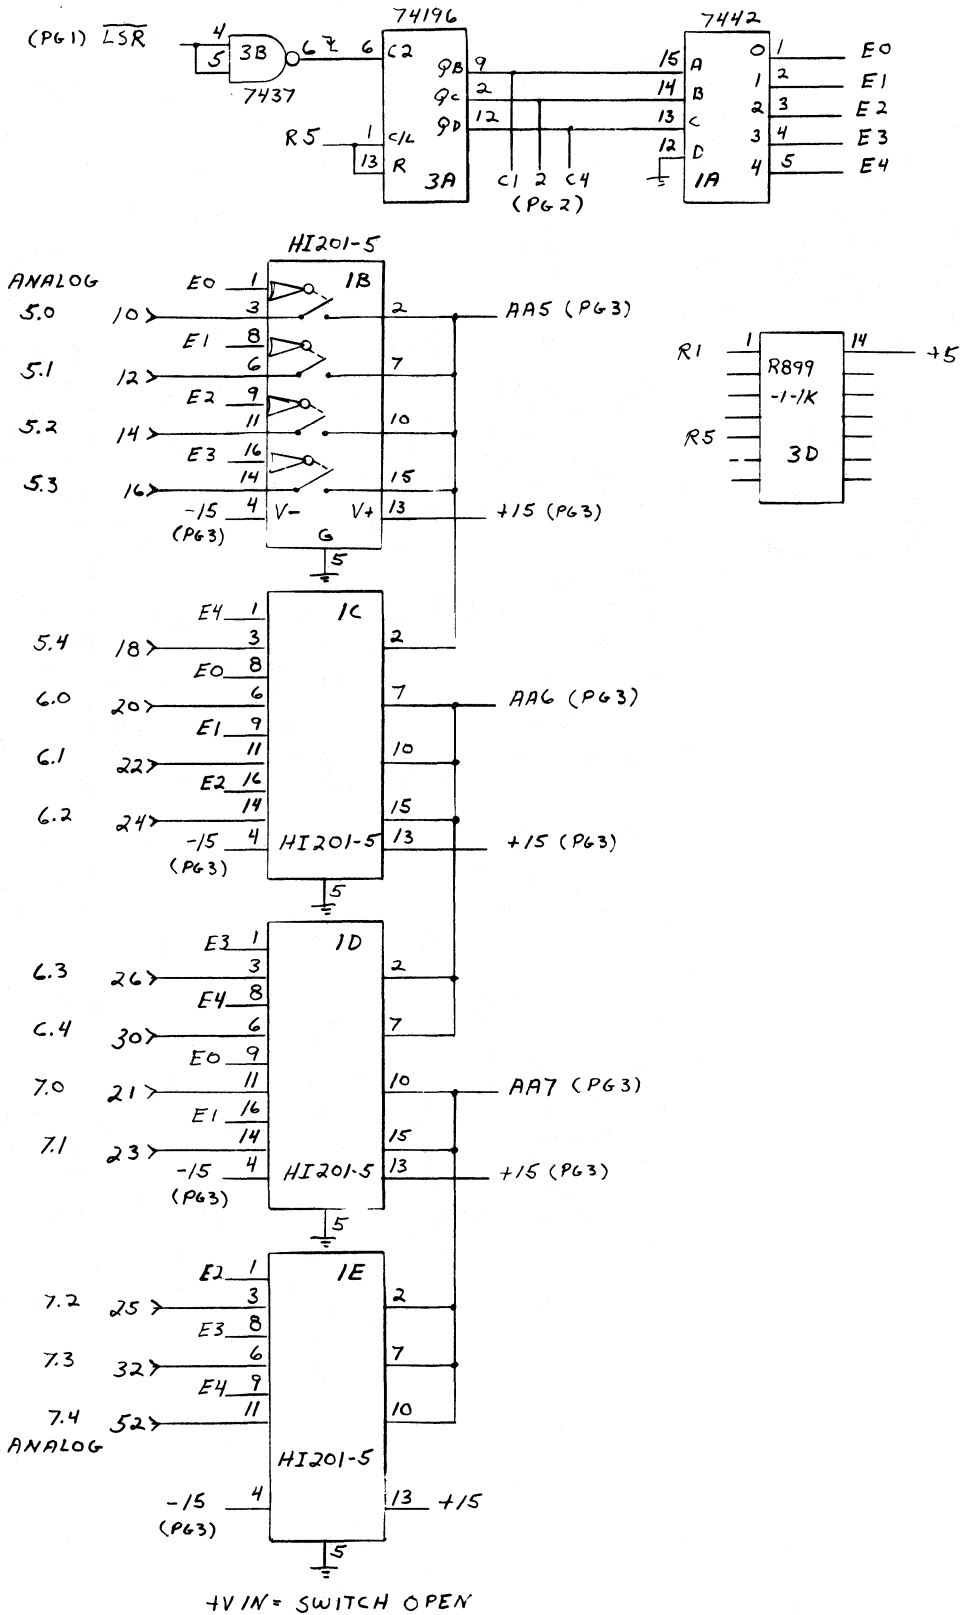 74196 7442
(PG1) LSR 4 5 3B 6 6 C2 QB 9 15 A 0 1 E0
7437 QC 2 14 B 1 2 E1
QD 12 13 C 2 3 E2
R5 1 C/L 12 D 3 4 E3
13 R 3A C1 2 C4 1A 4 5 E4
(PG2)
HI201-5
ANALOG E0 1 1B
5.0 10 3 2 AA5 (PG3)
E1 8
5.1 12 6 7
E2 9
5.2 14 11 10
E3 16
5.3 16 14 15
-15 4 V- V+ 13 +15 (PG3)
(PG3) G
5
R1 1 14 +5
R899
-1-1K
R5
3D
E4 1 1C
5.4 18 3 2
E0 8
6.0 20 6 7 AA6 (PG3)
E1 9
6.1 22 11 10
E2 16
6.2 24 14 15
-15 4 HI201-5 13 +15 (PG3)
(PG3)
5
E3 1 1D
6.3 26 3 2
E4 8
C.4 30 6 7
E0 9
7.0 21 11 10 AA7 (PG3)
E1 16
7.1 23 14 15
-15 4 HI201-5 13 +15 (PG3)
(PG3)
5
E2 1 1E
7.2 25 3 2
E3 8
7.3 32 6 7
E4 9
7.4 52 11 10
ANALOG
HI201-5
-15 4 13 +15
(PG3)
5
+V IN = SWITCH OPEN